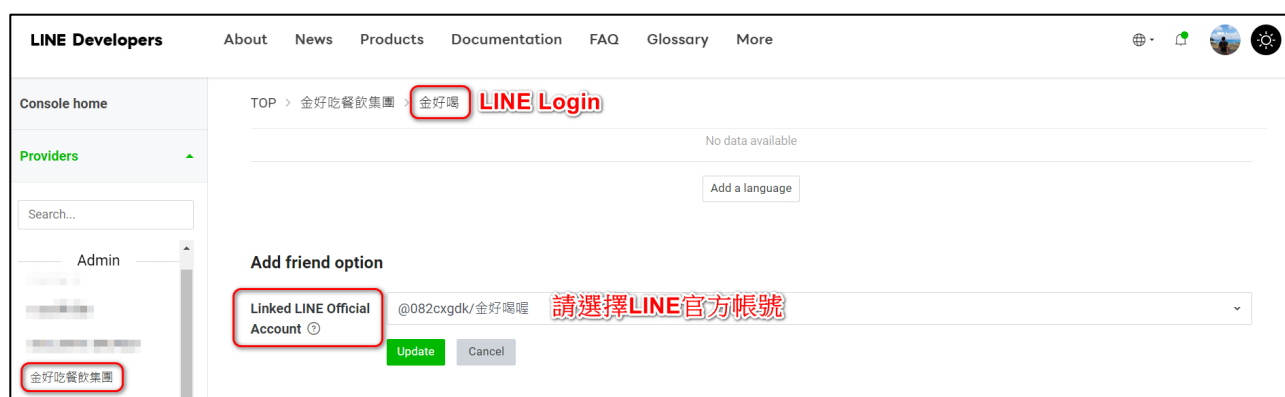 LINE Developers About News Products Documentation FAQ Glossary More
Console home
TOP > 金好吃餐飲集團 > 金好喝 LINE Login
No data available
Providers
Add a language
Search...
Admin
Add friend option
Linked LINE Official Account
@082cxgdk/金好喝喔 請選擇LINE官方帳號
Update Cancel
金好吃餐飲集團